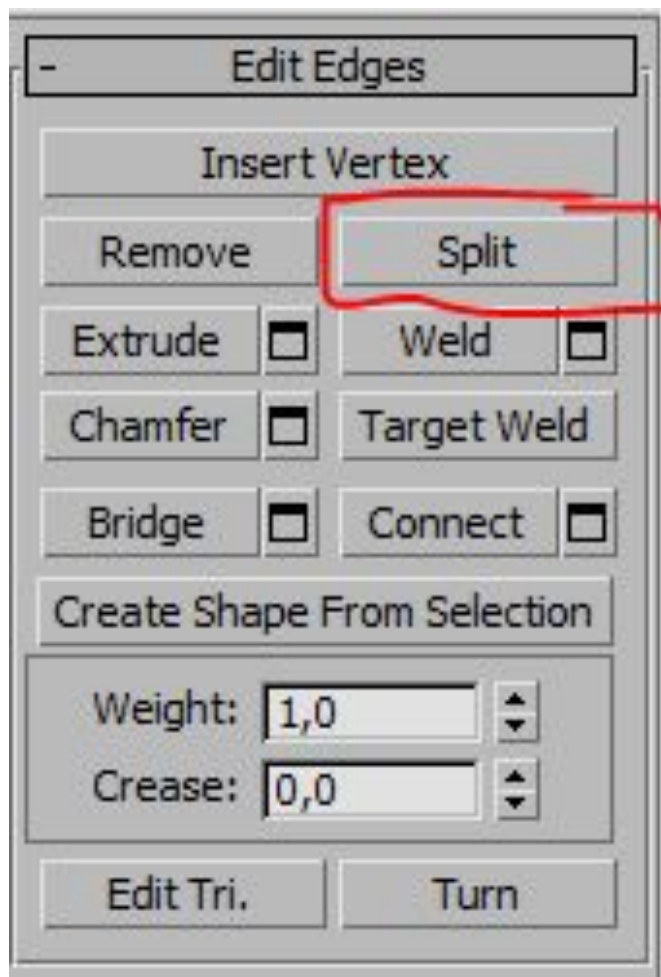 - Edit Edges
Insert Vertex
Remove Split
Extrude Weld
Chamfer Target Weld
Bridge Connect
Create Shape From Selection
Weight: 1,0
Crease: 0,0
Edit Tri. Turn